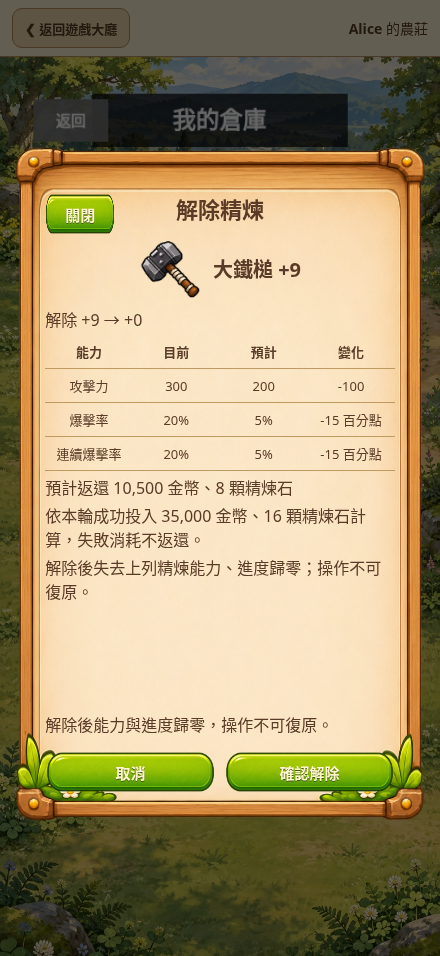 ❮ 返回遊戲大廳
Alice 的農莊
返回
我的倉庫
關閉
解除精煉
大鐵槌 +9
解除 +9 → +0
能力 目前 預計 變化
攻擊力 300 200 -100
爆擊率 20% 5% -15 百分點
連續爆擊率 20% 5% -15 百分點
預計返還 10,500 金幣、8 顆精煉石
依本輪成功投入 35,000 金幣、16 顆精煉石計
算，失敗消耗不返還。
解除後失去上列精煉能力、進度歸零；操作不可
復原。
解除後能力與進度歸零，操作不可復原。
取消
確認解除